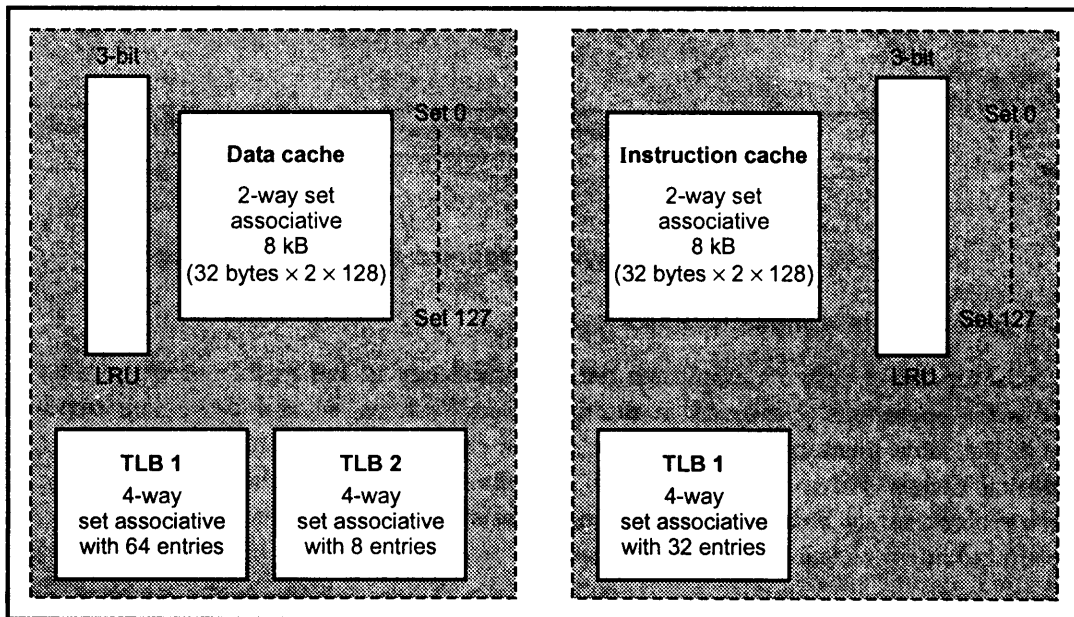 3-bit
Data cache
2-way set
associative
8 kB
(32 bytes × 2 × 128)
Set 0
Set 127
LRU
TLB 1
4-way
set associative
with 64 entries
TLB 2
4-way
set associative
with 8 entries
3-bit
Instruction cache
2-way set
associative
8 kB
(32 bytes × 2 × 128)
Set 0
Set 127
LRU
TLB 1
4-way
set associative
with 32 entries